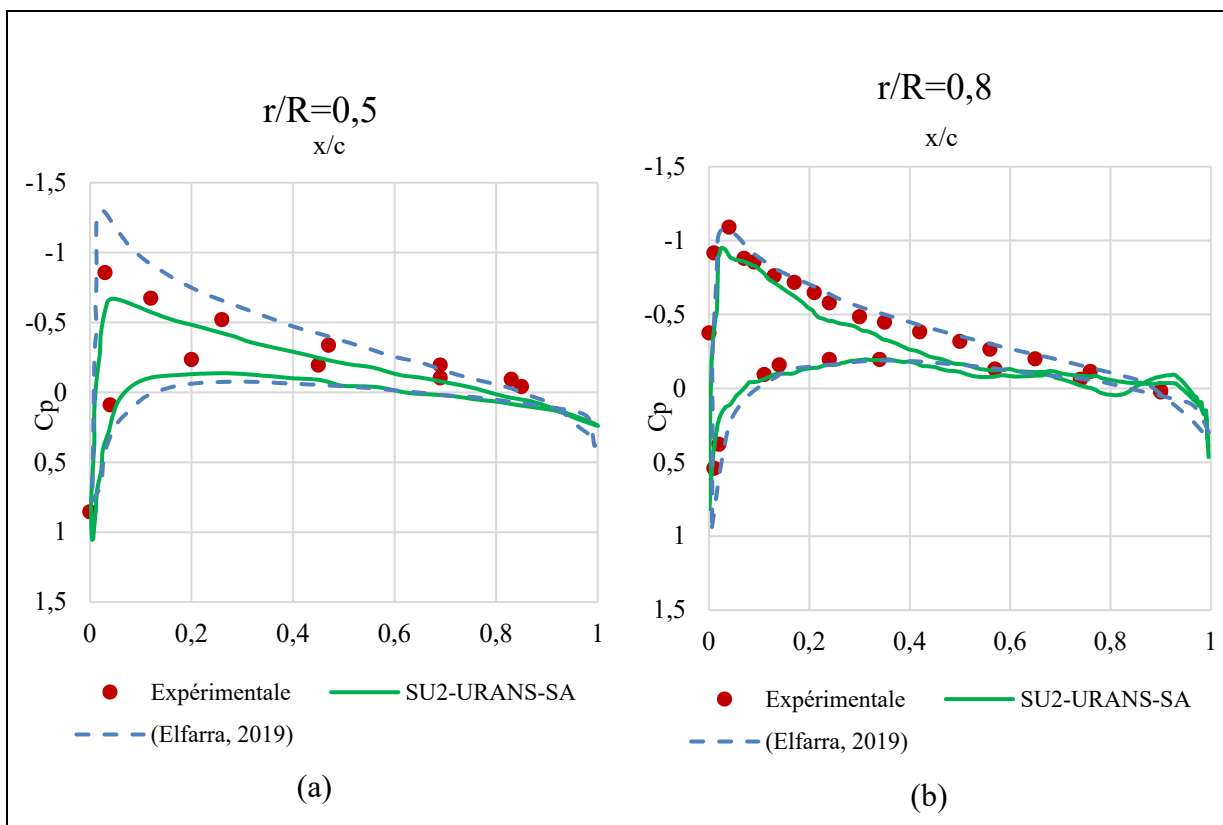 r/R=0,5
x/c
-1,5
-1
-0,5
0
0,5
1
1,5
Cp
0 0,2 0,4 0,6 0,8 1
Expérimentale SU2-URANS-SA
(Elfarra, 2019)
(a)
r/R=0,8
x/c
-1,5
-1
-0,5
0
0,5
1
1,5
Cp
0 0,2 0,4 0,6 0,8 1
Expérimentale SU2-URANS-SA
(Elfarra, 2019)
(b)